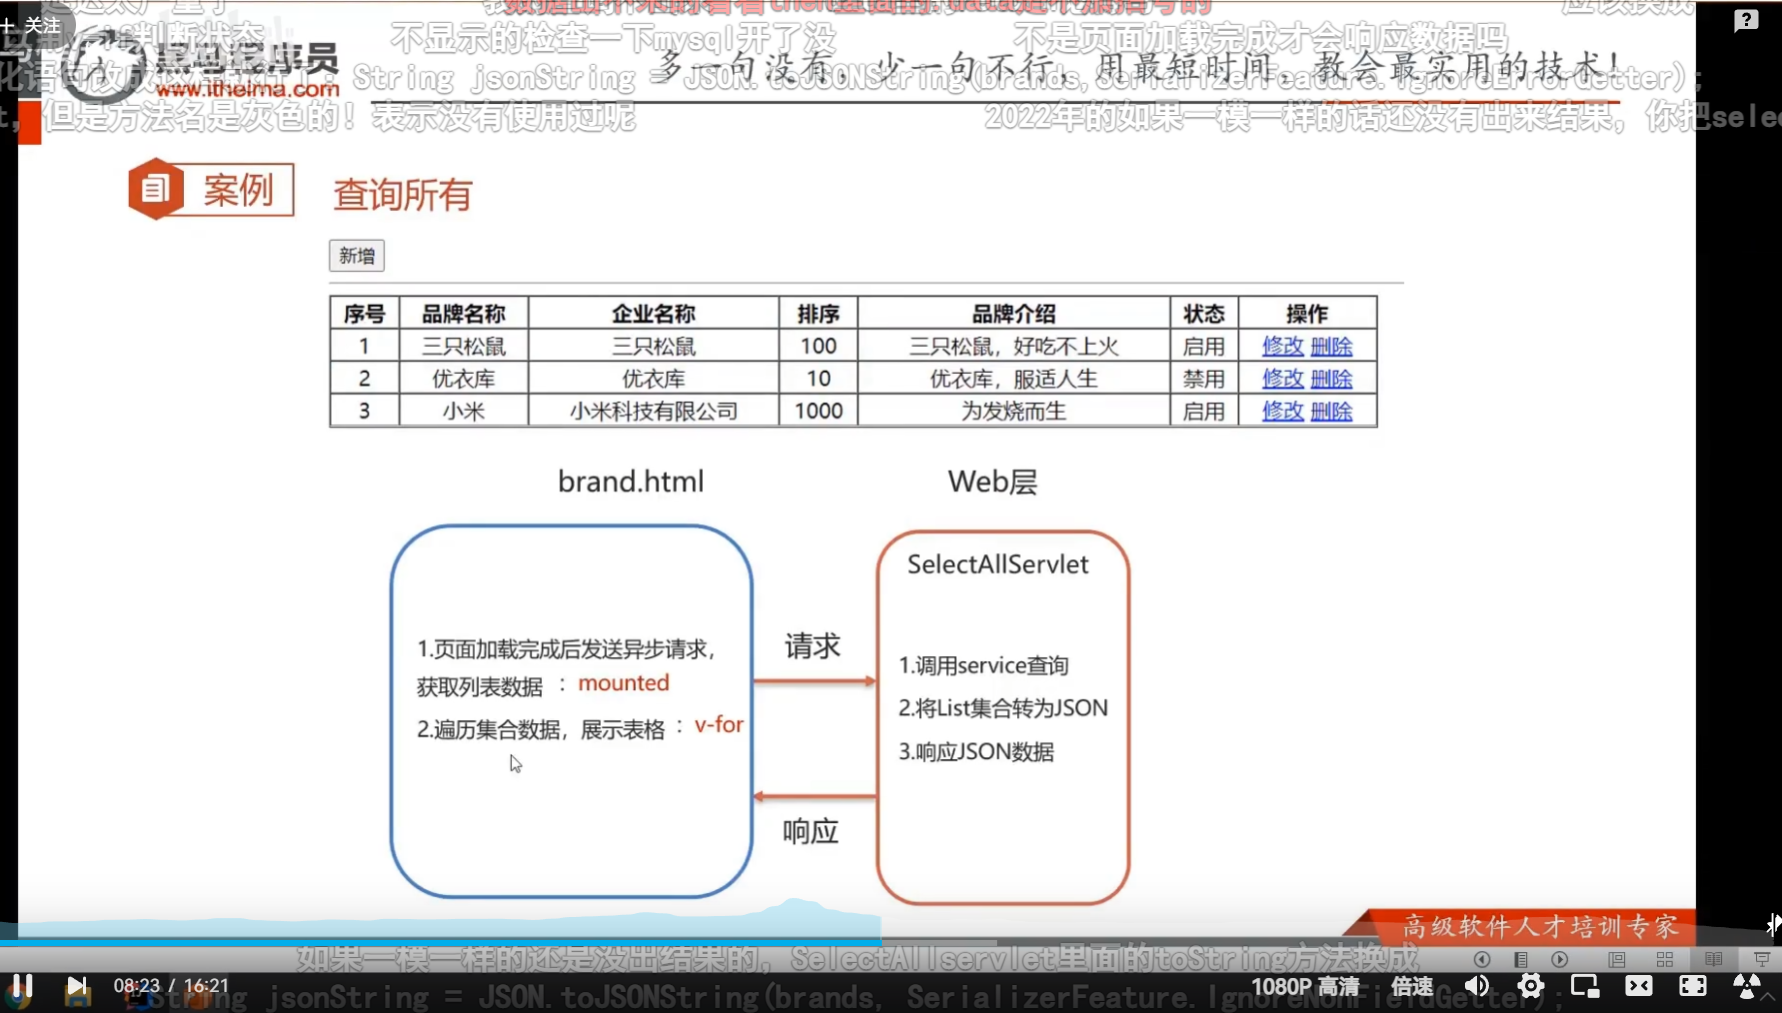 + 关注
不显示的检查一下mysql开了没
不是页面加载完成才会响应数据吗
判断状态
www.itheima.com
多一句没有，少一句不行，用最短时间，教会最实用的技术！
String jsonString = JSON.toJSONString(brands,SerializerFeature.IgnoreErrorGetter);
t，但是方法名是灰色的！表示没有使用过呢
2022年的如果一模一样的话还没有出来结果，你把selec
案例
查询所有
新增
序号 品牌名称 企业名称 排序 品牌介绍 状态 操作
1 三只松鼠 三只松鼠 100 三只松鼠，好吃不上火 启用 修改 删除
2 优衣库 优衣库 10 优衣库，服适人生 禁用 修改 删除
3 小米 小米科技有限公司 1000 为发烧而生 启用 修改 删除
brand.html
Web层
SelectAllServlet
1.页面加载完成后发送异步请求，
获取列表数据 ： mounted
2.遍历集合数据，展示表格 ： v-for
请求
响应
1.调用service查询
2.将List集合转为JSON
3.响应JSON数据
高级软件人才培训专家
如果一模一样的还是没出结果的，SelectAllservlet里面的toString方法换成
08:23 / 16:21
1080P 高清
倍速
String jsonString = JSON.toJSONString(brands, SerializerFeature.IgnoreNonFieldGetter);